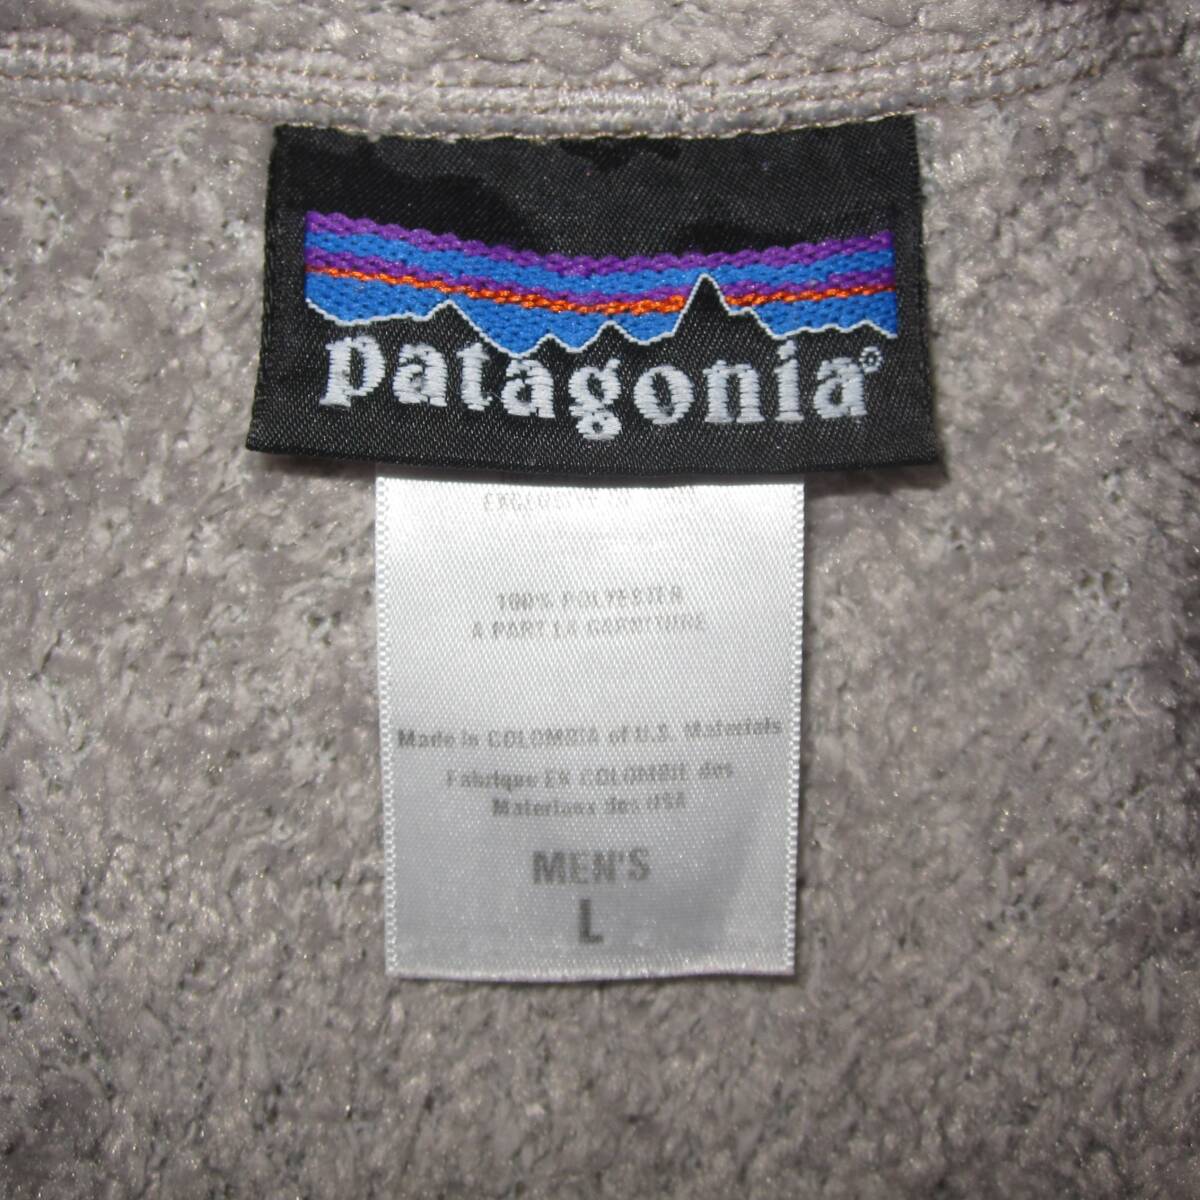 patagonia®
EXCLUSIVE
100% POLYESTER
A PART LA GARNITURE
Made in COLOMBIA of U.S. Materials
Fabrique EN COLOMBIE des
Materiaux des USA
MEN'S
L